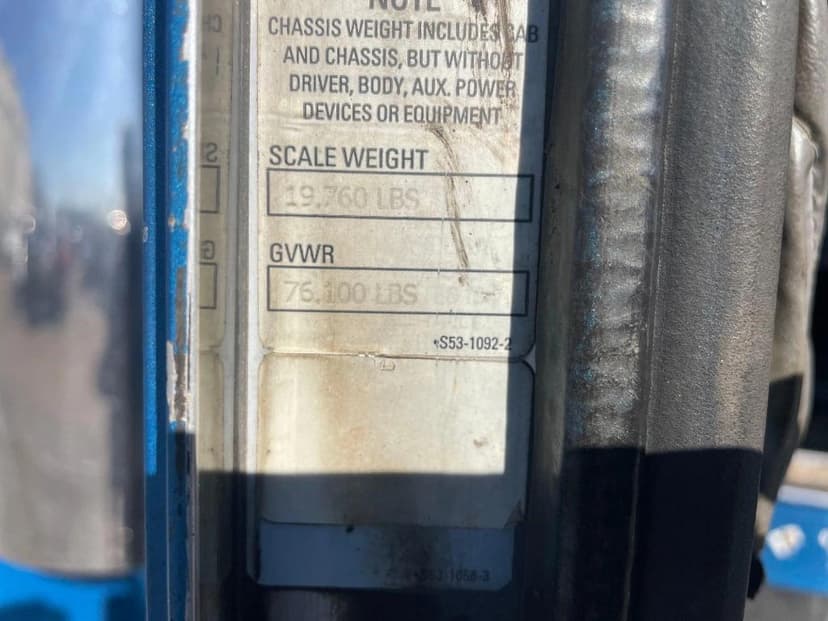 NOTE
CHASSIS WEIGHT INCLUDES CAB
AND CHASSIS, BUT WITHOUT
DRIVER, BODY, AUX. POWER
DEVICES OR EQUIPMENT
SCALE WEIGHT
19,760 LBS
GVWR
76,100 LBS
S53-1092-2